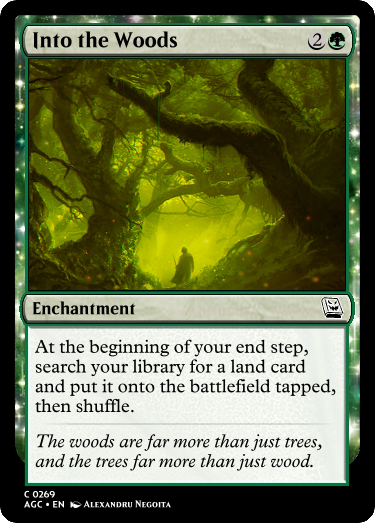 Into the Woods 2
Enchantment
At the beginning of your end step,
search your library for a land card
and put it onto the battlefield tapped,
then shuffle.
The woods are far more than just trees,
and the trees far more than just wood.
C 0269
AGC • EN Alexandru Negoita